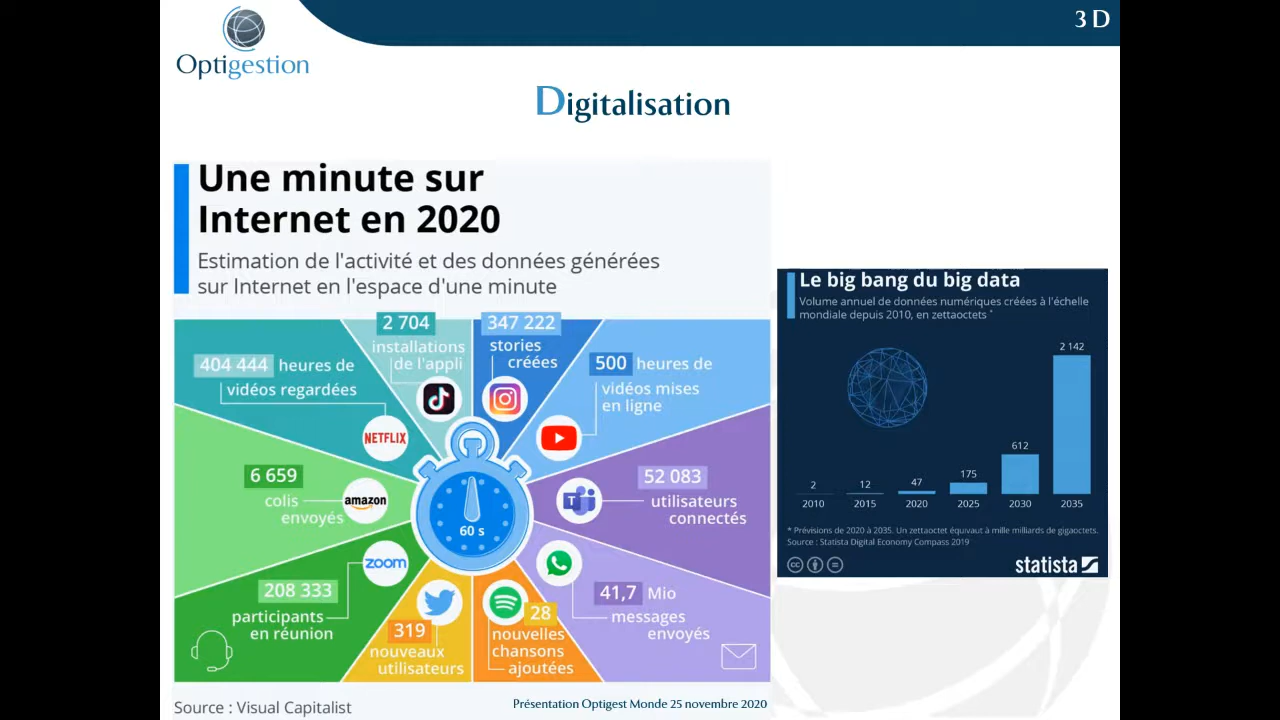 3 D
Optigestion
Digitalisation
Une minute sur
Internet en 2020
Estimation de l'activité et des données générées
sur Internet en l'espace d'une minute
2 704
installations
de l'appli
347 222
stories
créées
404 444 heures de
vidéos regardées
NETFLIX
500 heures de
vidéos mises
en ligne
6 659
colis
envoyés
amazon
52 083
utilisateurs
connectés
T
60 s
zoom
208 333
participants
en réunion
319
nouveaux
utilisateurs
28
nouvelles
chansons
ajoutées
41,7 Mio
messages
envoyés
Source : Visual Capitalist
Présentation Optigest Monde 25 novembre 2020
Le big bang du big data
Volume annuel de données numériques créées à l'échelle
mondiale depuis 2010, en zettaoctets *
2 12 47 175 612 2 142
2010 2015 2020 2025 2030 2035
* Prévisions de 2020 à 2035. Un zettaoctet équivaut à mille milliards de gigaoctets.
Source : Statista Digital Economy Compass 2019
cc
statista